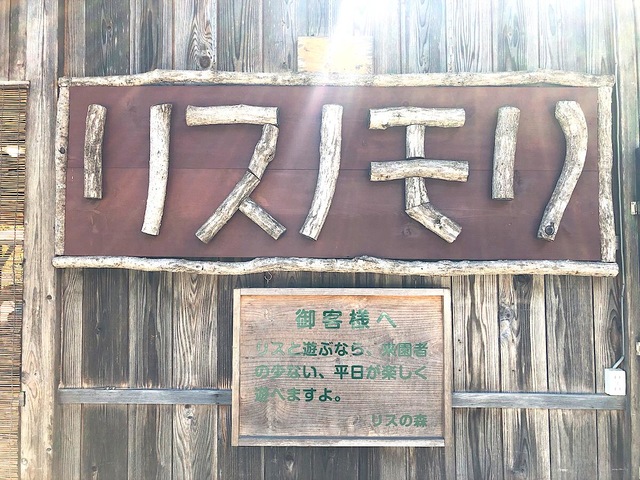 リスノモリ
御客様へ
リスと遊ぶなら、来園者
の少ない、平日が楽しく
遊べますよ。
リスの森